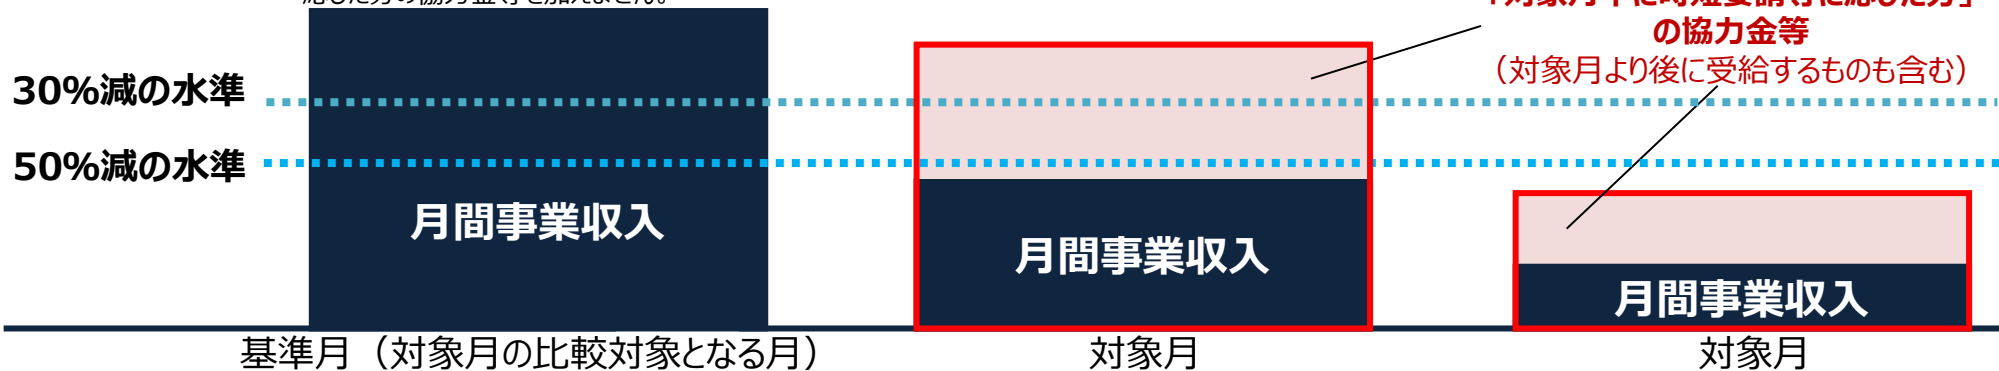 の協力金等
(対象月より後に受給するものも含む)
30%減の水準
50%減の水準
月間事業収入
月間事業収入
月間事業収入
基準月(対象月の比較対象となる月)
対象月
対象月